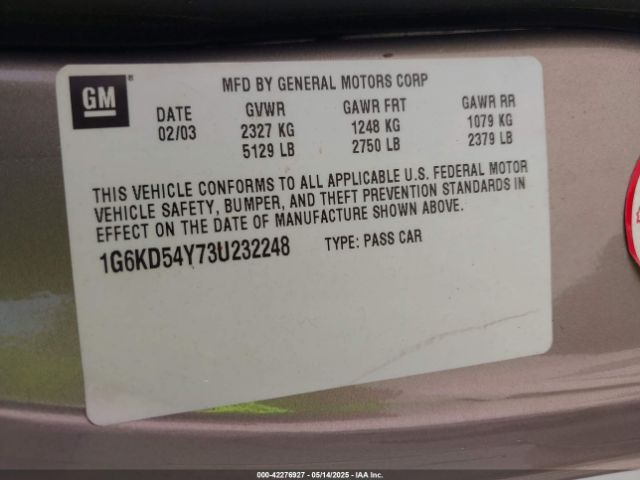 GM ®
MFD BY GENERAL MOTORS CORP
DATE GVWR GAWR FRT GAWR RR
02/03 2327 KG 1248 KG 1079 KG
5129 LB 2750 LB 2379 LB
THIS VEHICLE CONFORMS TO ALL APPLICABLE U.S. FEDERAL MOTOR
VEHICLE SAFETY, BUMPER, AND THEFT PREVENTION STANDARDS IN
EFFECT ON THE DATE OF MANUFACTURE SHOWN ABOVE.
1G6KD54Y73U232248 TYPE: PASS CAR
000-42276927 - 05/14/2025 - IAA Inc.